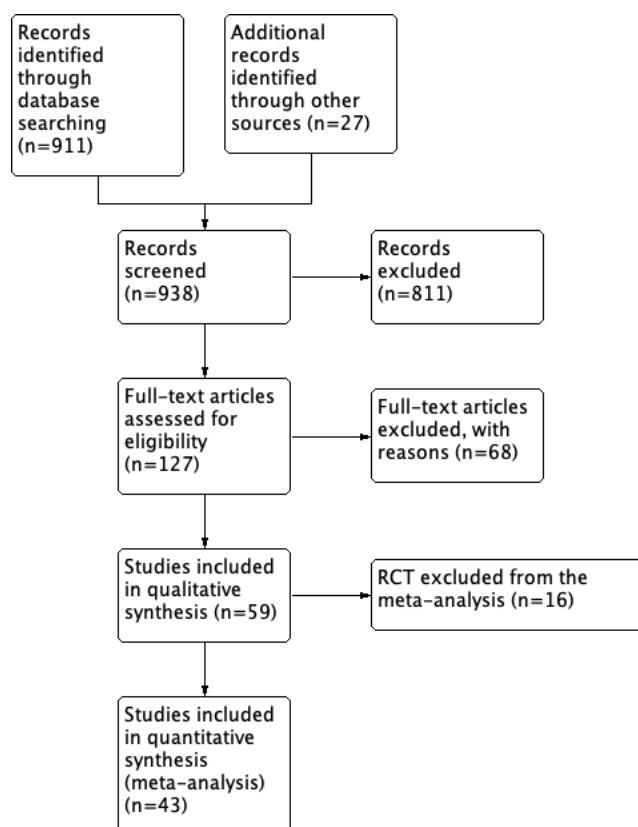 Records
identified
through
database
searching
(n=911)
Additional
records
identified
through other
sources (n=27)
Records
screened
(n=938)
Records
excluded
(n=811)
Full-text articles
assessed for
eligibility
(n=127)
Full-text articles
excluded, with
reasons (n=68)
Studies included
in qualitative
synthesis (n=59)
RCT excluded from the
meta-analysis (n=16)
Studies included
in quantitative
synthesis
(meta-analysis)
(n=43)